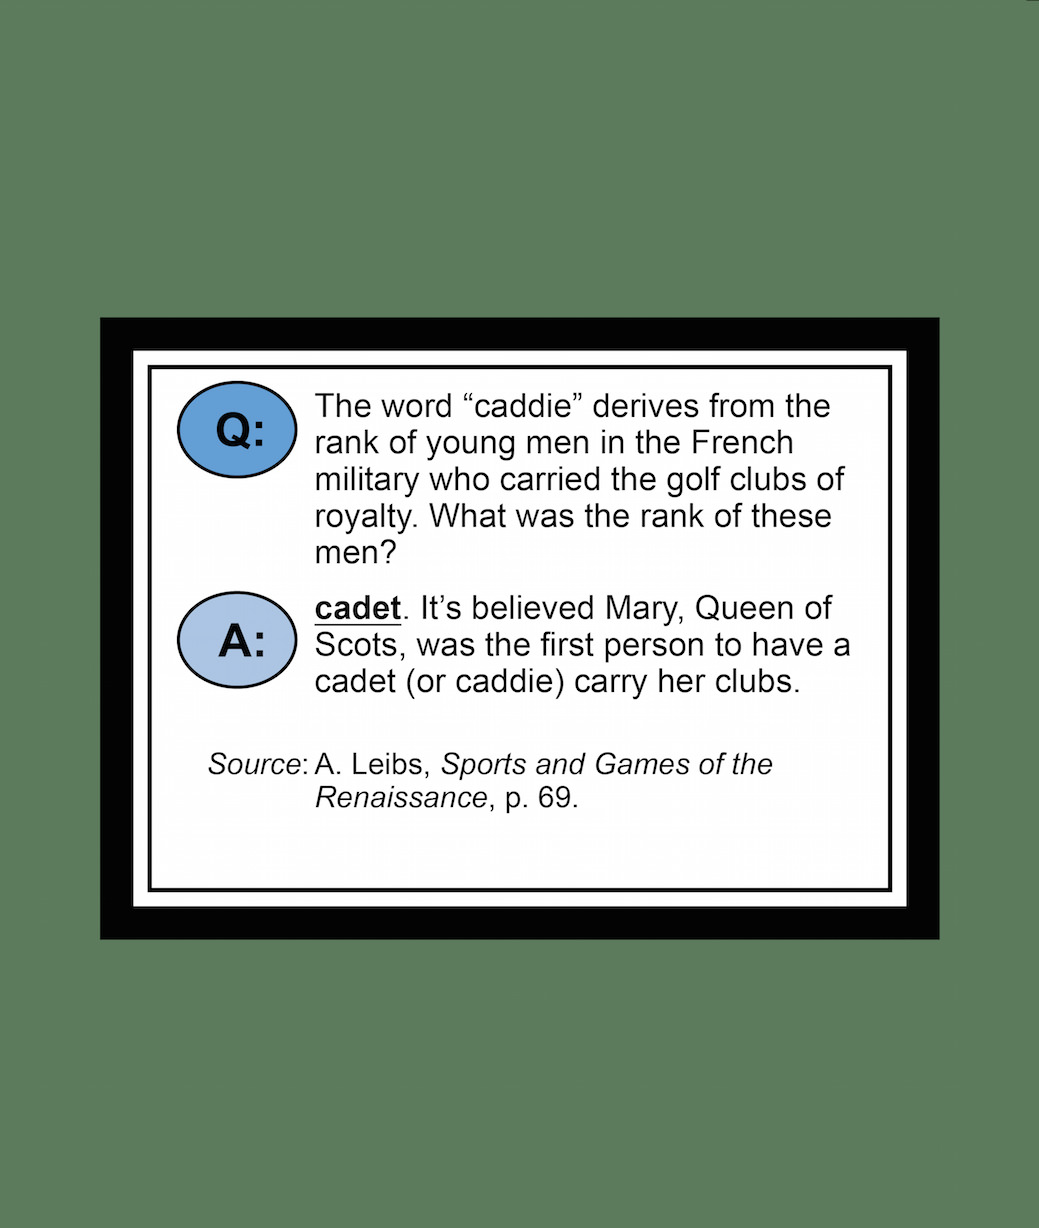 Q: The word “caddie” derives from the
rank of young men in the French
military who carried the golf clubs of
royalty. What was the rank of these
men?
A: cadet. It’s believed Mary, Queen of
Scots, was the first person to have a
cadet (or caddie) carry her clubs.
Source: A. Leibs, Sports and Games of the
Renaissance, p. 69.